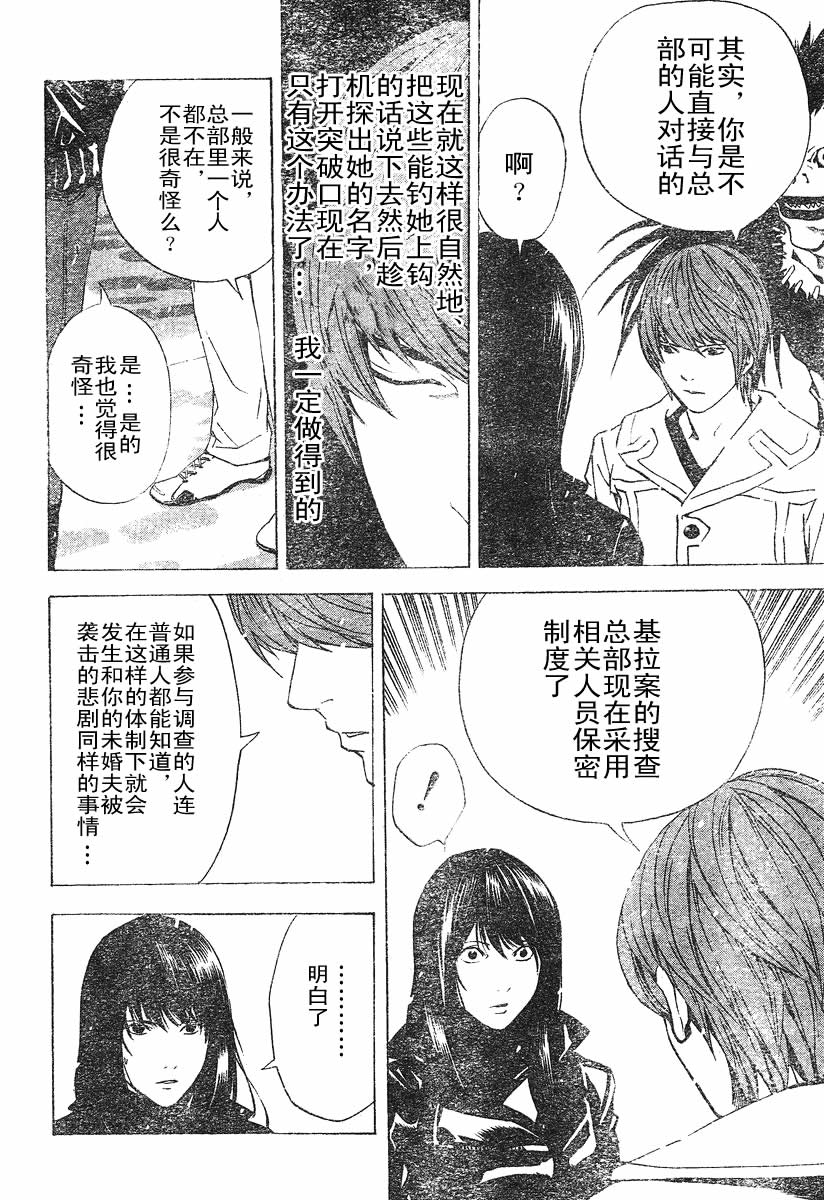 其实，你是不
可能直接与总
部的人对话的
啊？
现在就这样很自然地、
把这些能钓她上钩
的话说下去然后趁
机探出她的名字，
打开突破口现在
只有这个办法了…
我一定做得到的
一般来说，
总部里一个人
都不在，
不是很奇怪么？
是…是的
我也觉得很
奇怪…
基拉案的搜查
总部现在采用
相关人员保密
制度了
！
如果参与调查的人连
普通人都能知道，
在这样的体制下就会
发生和你的未婚夫被
袭击的悲剧同样的事情
…
………
明白了